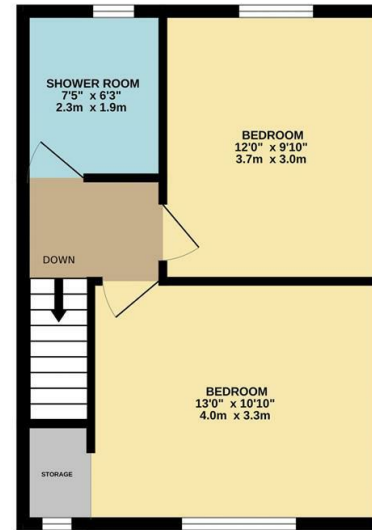 SHOWER ROOM
7'5" x 6'3"
2.3m x 1.9m
BEDROOM
12'0" x 9'10"
3.7m x 3.0m
DOWN
BEDROOM
13'0" x 10'10"
4.0m x 3.3m
STORAGE